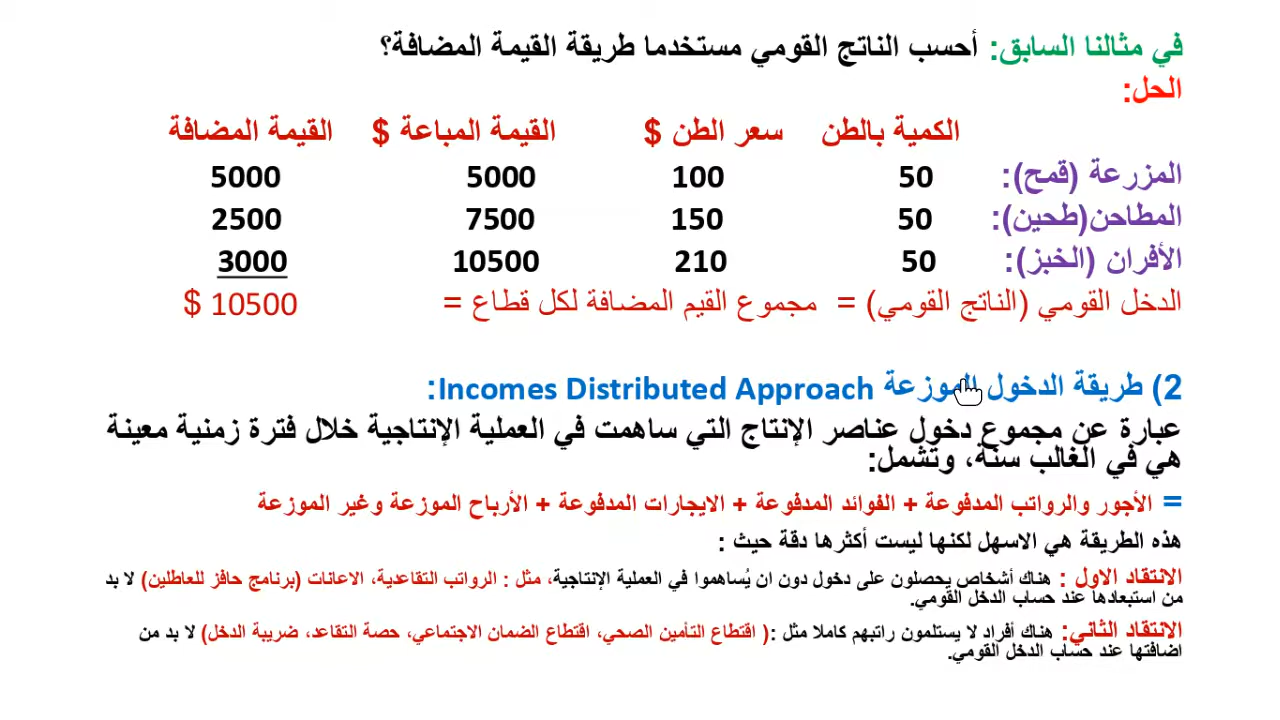 في مثالنا السابق: أحسب الناتج القومي مستخدما طريقة القيمة المضافة؟
الحل:
الكمية بالطن سعر الطن $ القيمة المباعة $ القيمة المضافة
المزرعة (قمح): 50 100 5000 5000
المطاحن(طحين): 50 150 7500 2500
الأفران (الخبز): 50 210 10500 3000
الدخل القومي (الناتج القومي) = مجموع القيم المضافة لكل قطاع = 10500 $
2) طريقة الدخول الموزعة Incomes Distributed Approach:
عبارة عن مجموع دخول عناصر الإنتاج التي ساهمت في العملية الإنتاجية خلال فترة زمنية معينة
هي في الغالب سنة، وتشمل:
= الأجور والرواتب المدفوعة + الفوائد المدفوعة + الايجارات المدفوعة + الأرباح الموزعة وغير الموزعة
هذه الطريقة هي الاسهل لكنها ليست أكثرها دقة حيث :
الانتقاد الاول : هناك أشخاص يحصلون على دخول دون ان يُساهموا في العملية الإنتاجية، مثل : الرواتب التقاعدية، الاعانات (برنامج حافز للعاطلين) لا بد
من استبعادها عند حساب الدخل القومي.
الانتقاد الثاني: هناك أفراد لا يستلمون راتبهم كاملا مثل :( اقتطاع التأمين الصحي، اقتطاع الضمان الاجتماعي، حصة التقاعد، ضريبة الدخل) لا بد من
اضافتها عند حساب الدخل القومي.